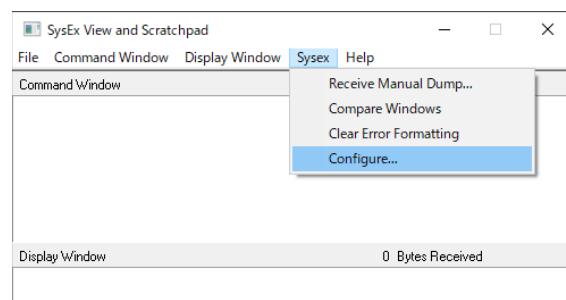 SysEx View and Scratchpad
File Command Window Display Window Sysex Help
Command Window
Receive Manual Dump...
Compare Windows
Clear Error Formatting
Configure...
Display Window 0 Bytes Received